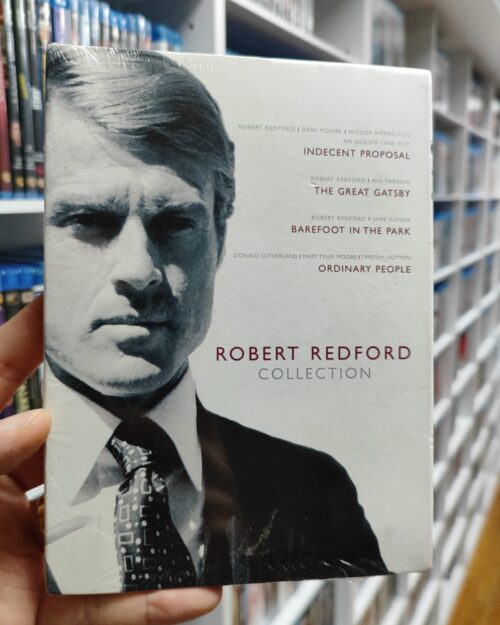 ROBERT REDFORD | DEMI MOORE | WOODY HARRELSON
AN ADRIAN LYNE FILM
INDECENT PROPOSAL
ROBERT REDFORD | MIA FARROW
THE GREAT GATSBY
ROBERT REDFORD | JANE FONDA
BAREFOOT IN THE PARK
DONALD SUTHERLAND | MARY TYLER MOORE | TIMOTHY HUTTON
ORDINARY PEOPLE
ROBERT REDFORD
COLLECTION